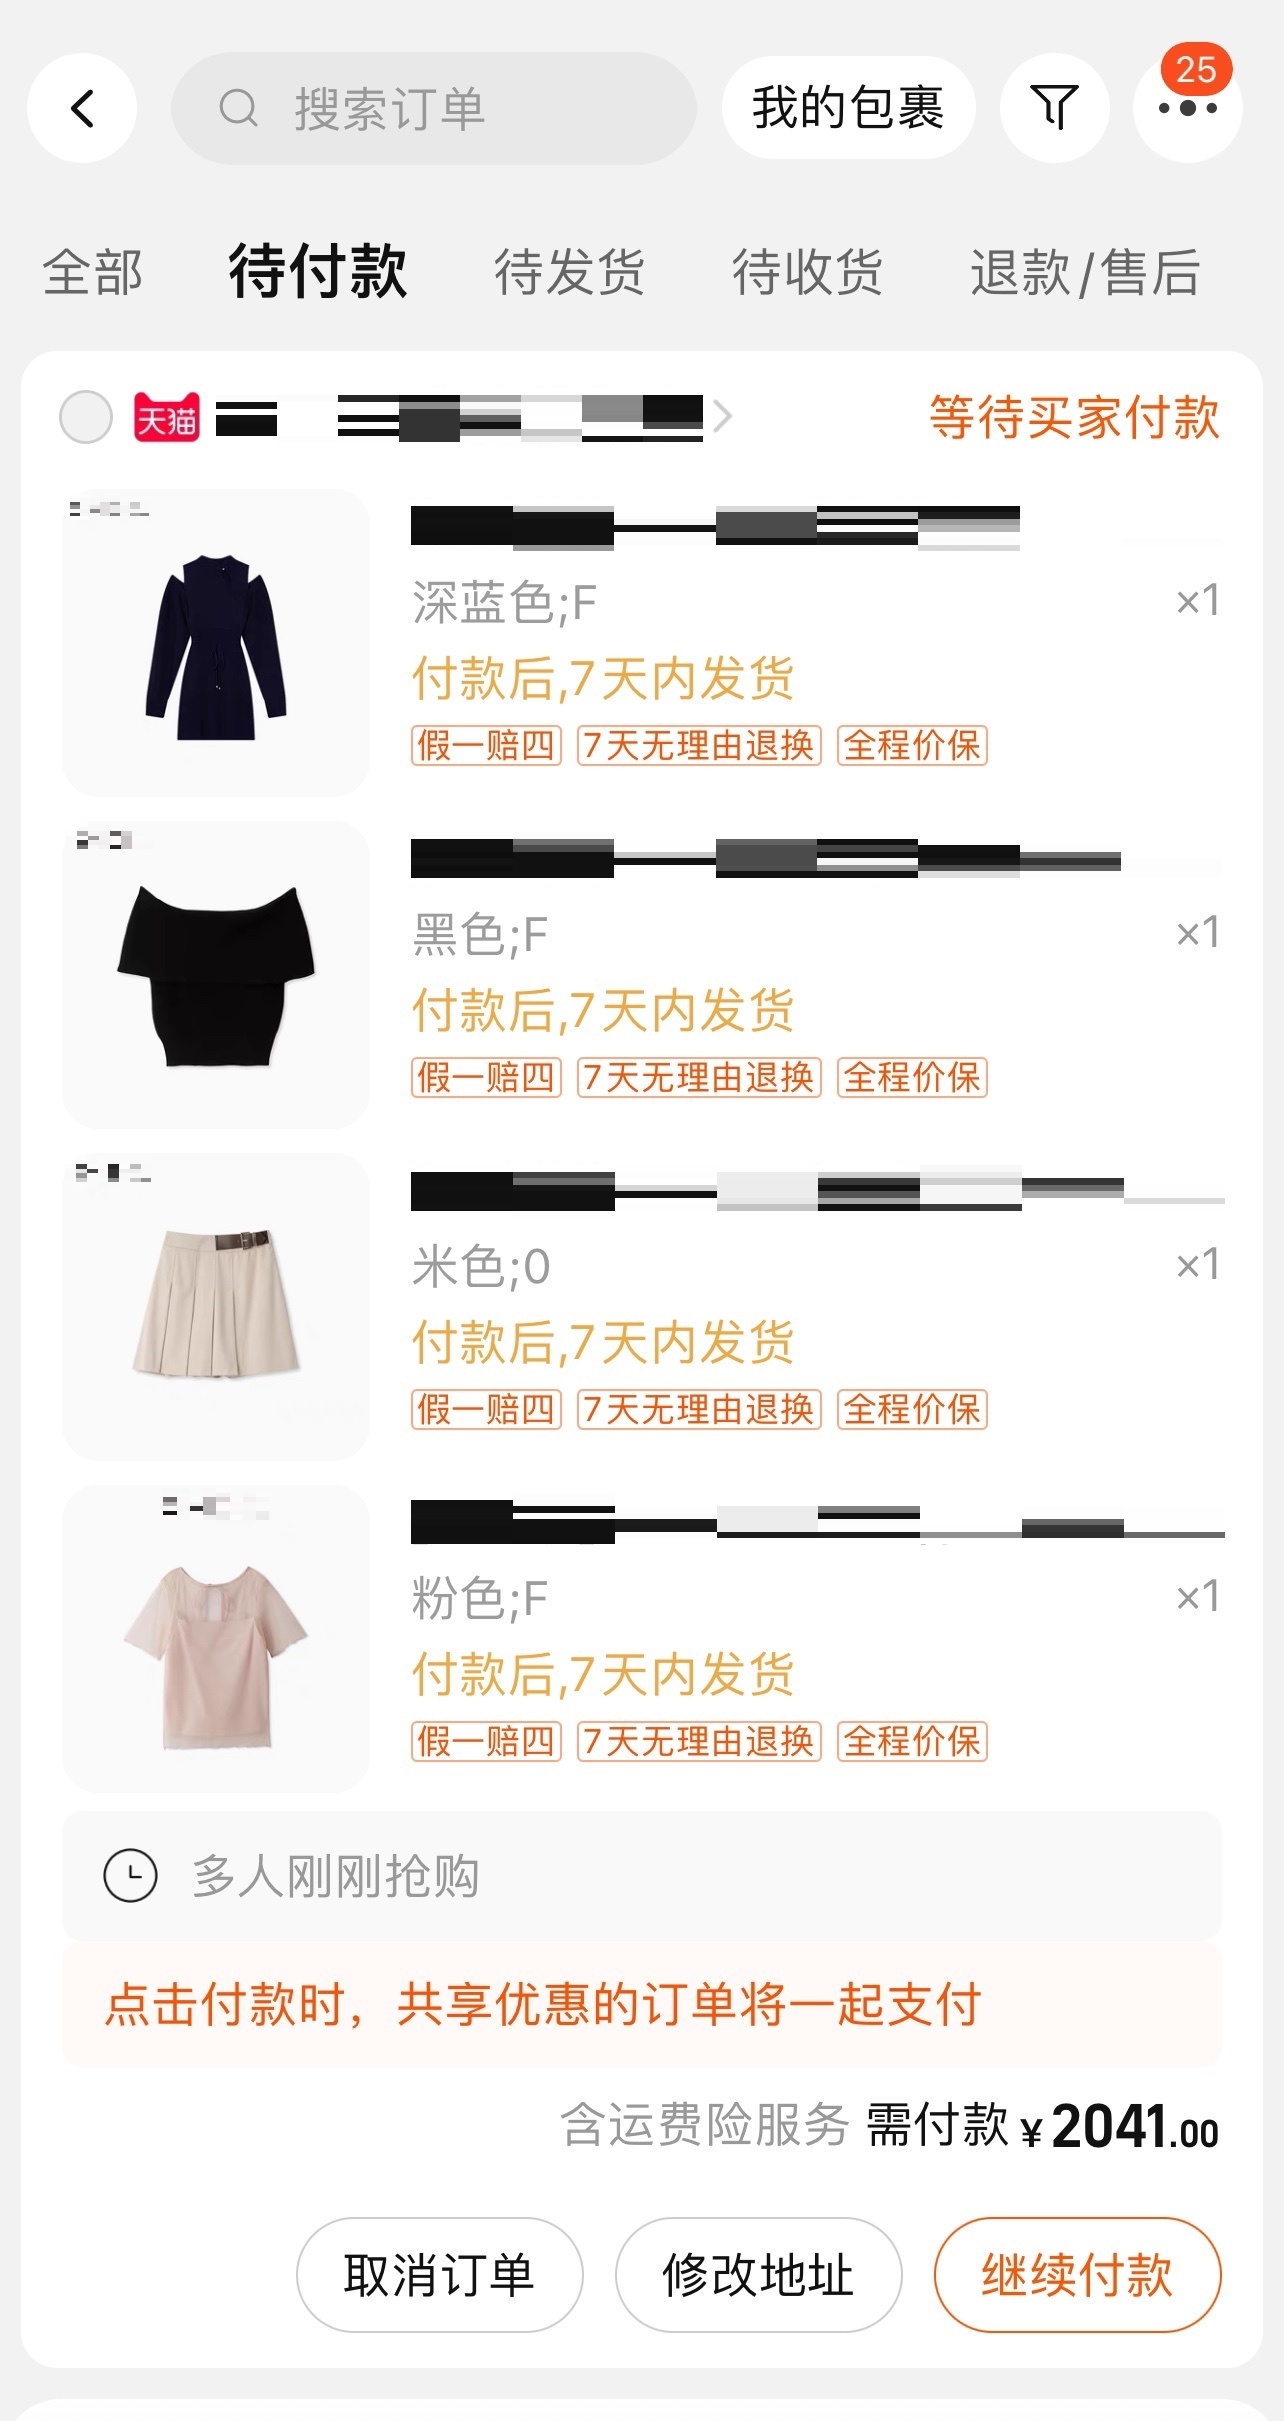 搜索订单
我的包裹
25
全部
待付款
待发货
待收货
退款/售后
天猫
等待买家付款
深蓝色;F
×1
付款后,7天内发货
假一赔四
7天无理由退换
全程价保
黑色;F
×1
付款后,7天内发货
假一赔四
7天无理由退换
全程价保
米色;0
×1
付款后,7天内发货
假一赔四
7天无理由退换
全程价保
粉色;F
×1
付款后,7天内发货
假一赔四
7天无理由退换
全程价保
多人刚刚抢购
点击付款时，共享优惠的订单将一起支付
含运费险服务 需付款 ¥2041.00
取消订单
修改地址
继续付款